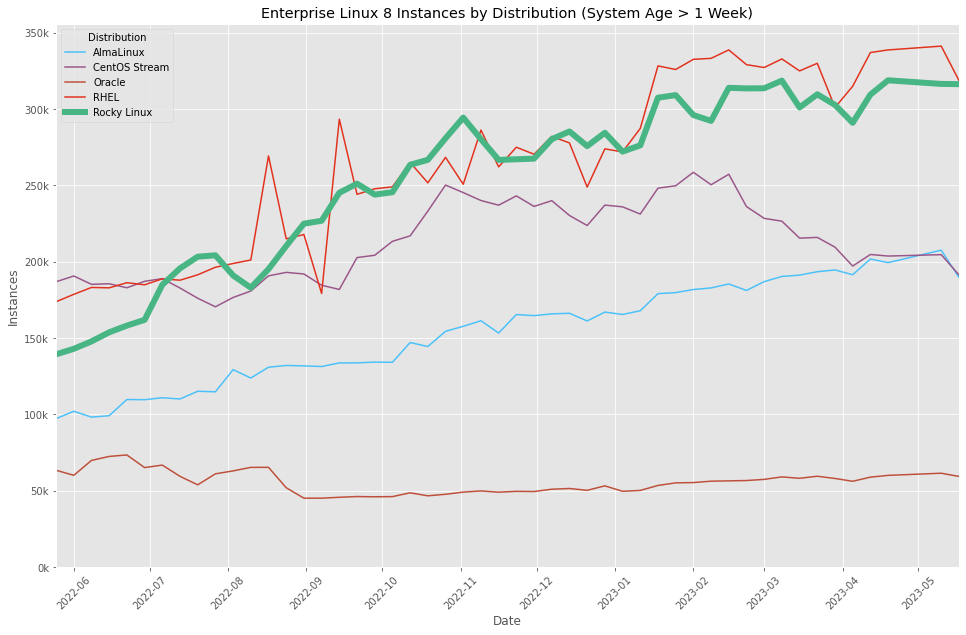 Enterprise Linux 8 Instances by Distribution (System Age > 1 Week)
Distribution
AlmaLinux
CentOS Stream
Oracle
RHEL
Rocky Linux
350k
300k
250k
200k
150k
100k
50k
0k
Instances
2022-06
2022-07
2022-08
2022-09
2022-10
2022-11
2022-12
2023-01
2023-02
2023-03
2023-04
2023-05
Date